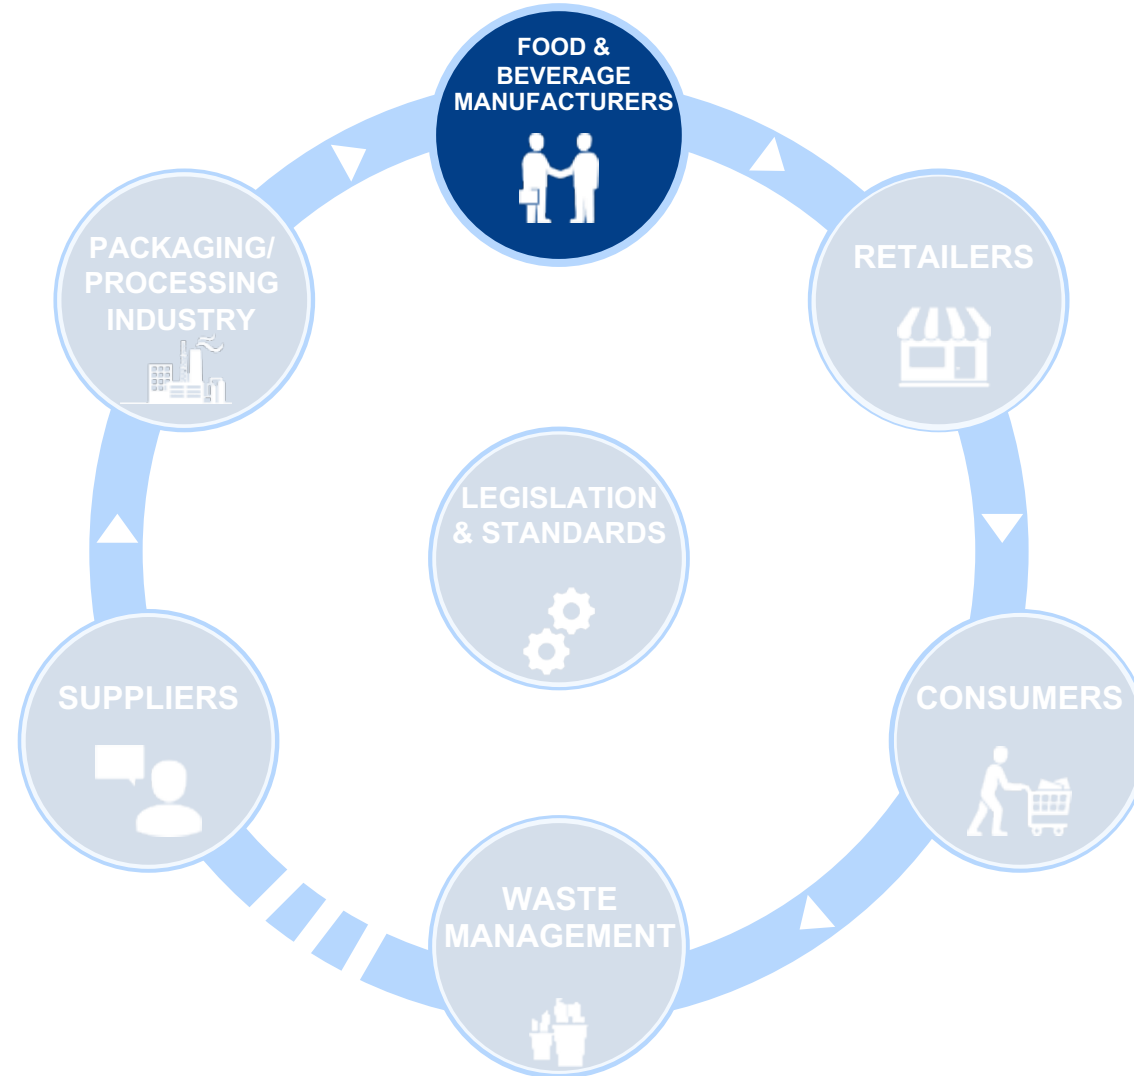 FOOD &
BEVERAGE
MANUFACTURERS
PACKAGING/
PROCESSING
INDUSTRY
RETAILERS
LEGISLATION
& STANDARDS
SUPPLIERS
CONSUMERS
WASTE
MANAGEMENT